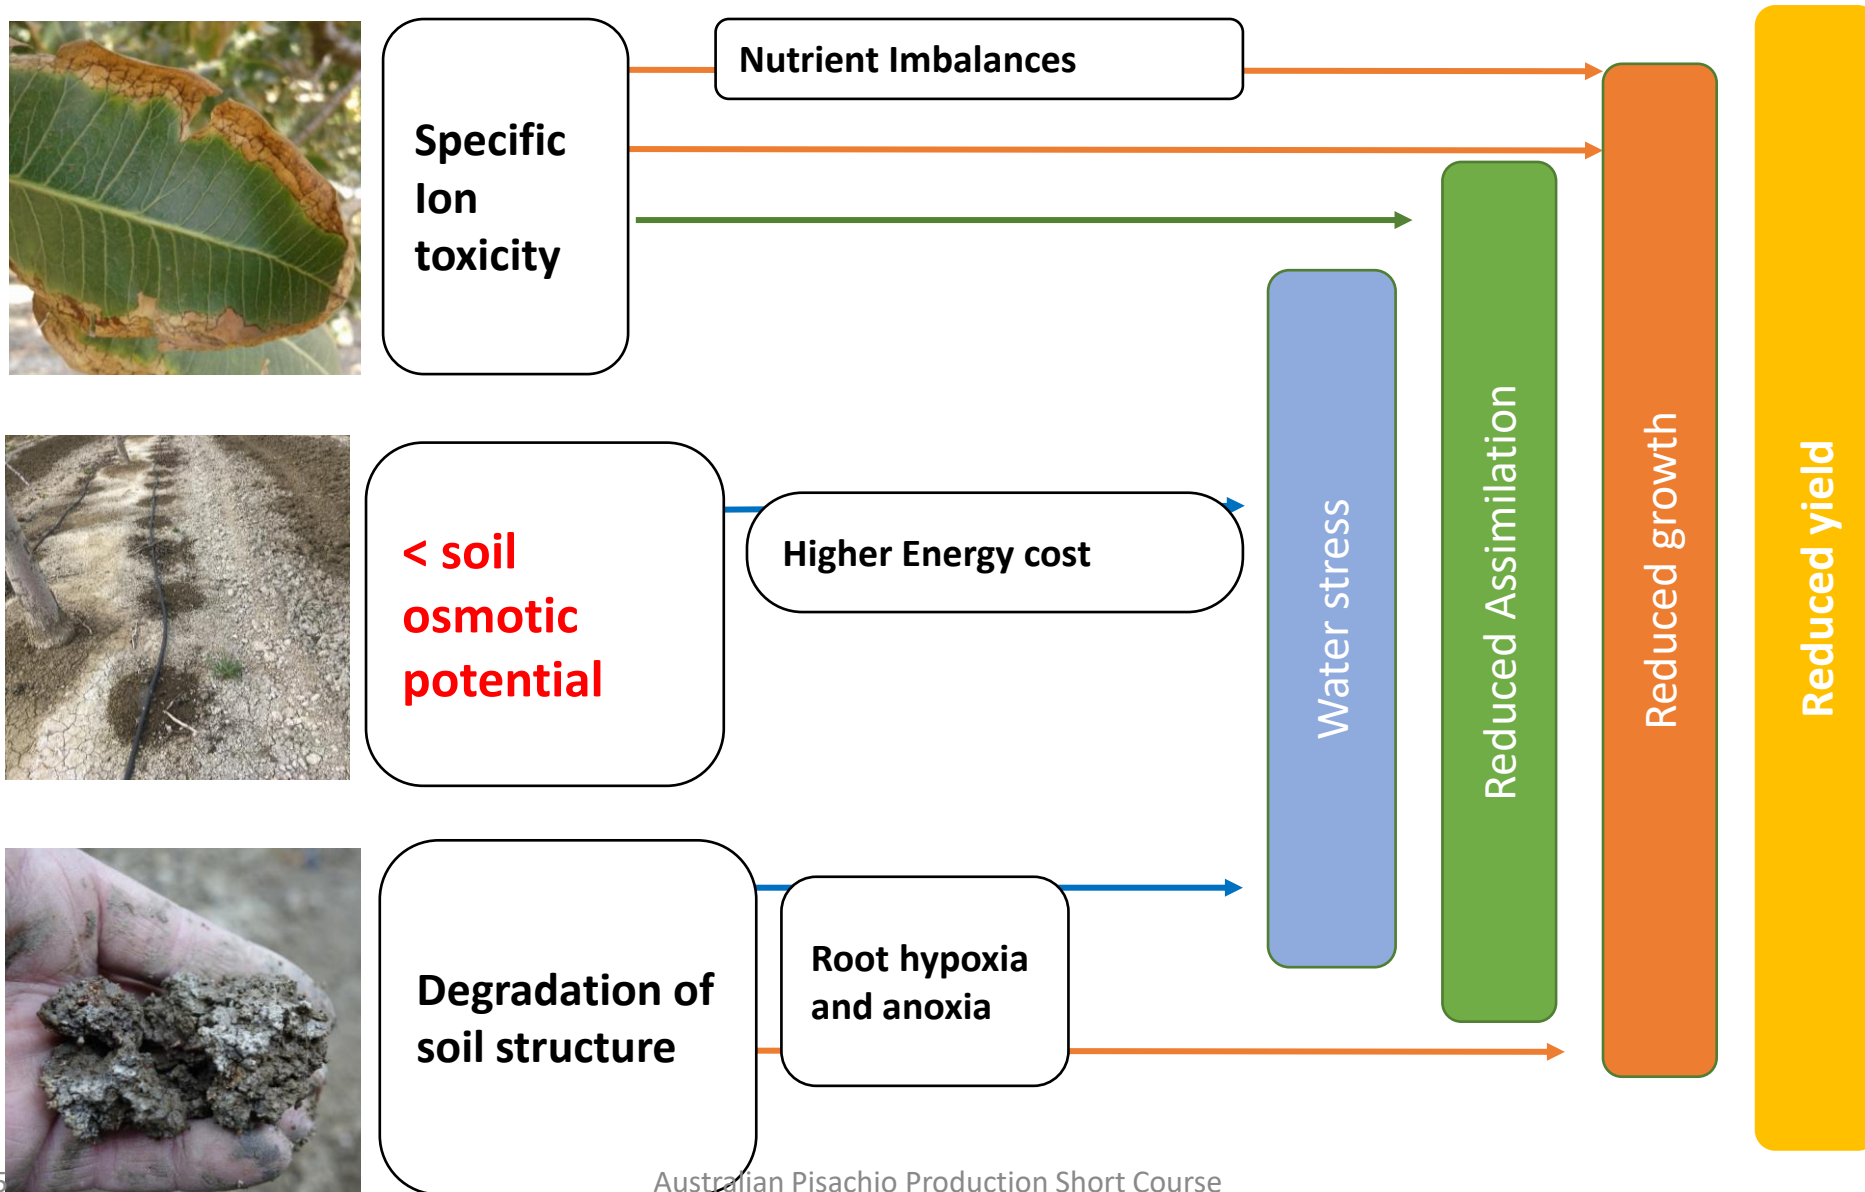 Nutrient Imbalances
Specific
Ion
toxicity
< soil
osmotic
potential
Higher Energy cost
Degradation of
soil structure
Root hypoxia
and anoxia
Water stress
Reduced Assimilation
Reduced growth
Reduced yield
Australian Pisachio Production Short Course